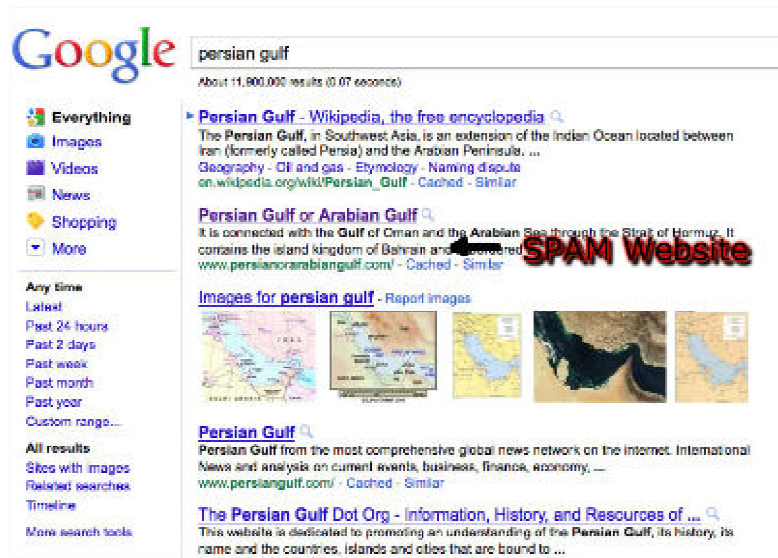 Google
persian gulf
About 11,900,000 results (0.07 seconds)
Everything
Images
Videos
News
Shopping
More
Any time
Latest
Past 24 hours
Past 2 days
Past week
Past month
Past year
Custom range...
All results
Sites with images
Related searches
Timeline
More search tools
Persian Gulf - Wikipedia, the free encyclopedia
The Persian Gulf, in Southwest Asia, is an extension of the Indian Ocean located between
Iran (formerly called Persia) and the Arabian Peninsula. ...
Geography - Oil and gas - Etymology - Naming dispute
en.wikipedia.org/wiki/Persian_Gulf - Cached - Similar
Persian Gulf or Arabian Gulf
It is connected with the Gulf of Oman and the Arabian Sea through the Strait of Hormuz. It
contains the island kingdom of Bahrain and
www.persianorarabiangulf.com/ - Cached - Similar
SPAM Website
Images for persian gulf - Report images
Persian Gulf
Persian Gulf from the most comprehensive global news network on the internet. International
News and analysis on current events, business, finance, economy, ...
www.persiangulf.com/ - Cached - Similar
The Persian Gulf Dot Org - Information, History, and Resources of ...
This website is dedicated to promoting an understanding of the Persian Gulf, its history, its
name and the countries, islands and cities that are bound to ...